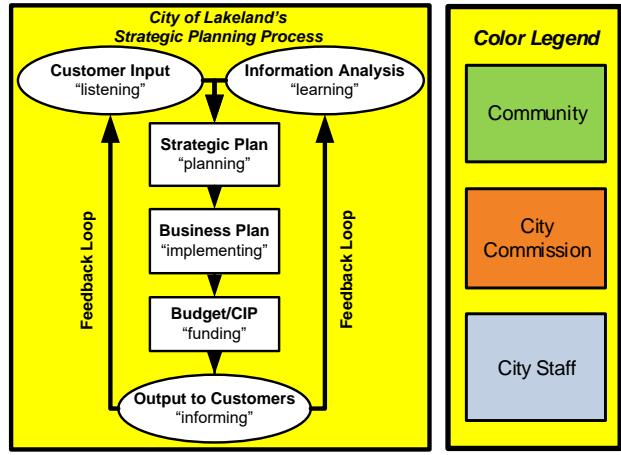 City of Lakeland's
Strategic Planning Process
Customer Input
"listening"
Information Analysis
"learning"
Strategic Plan
"planning"
Business Plan
"implementing"
Budget/CIP
"funding"
Output to Customers
"informing"
Feedback Loop
Feedback Loop
Color Legend
Community
City
Commission
City Staff